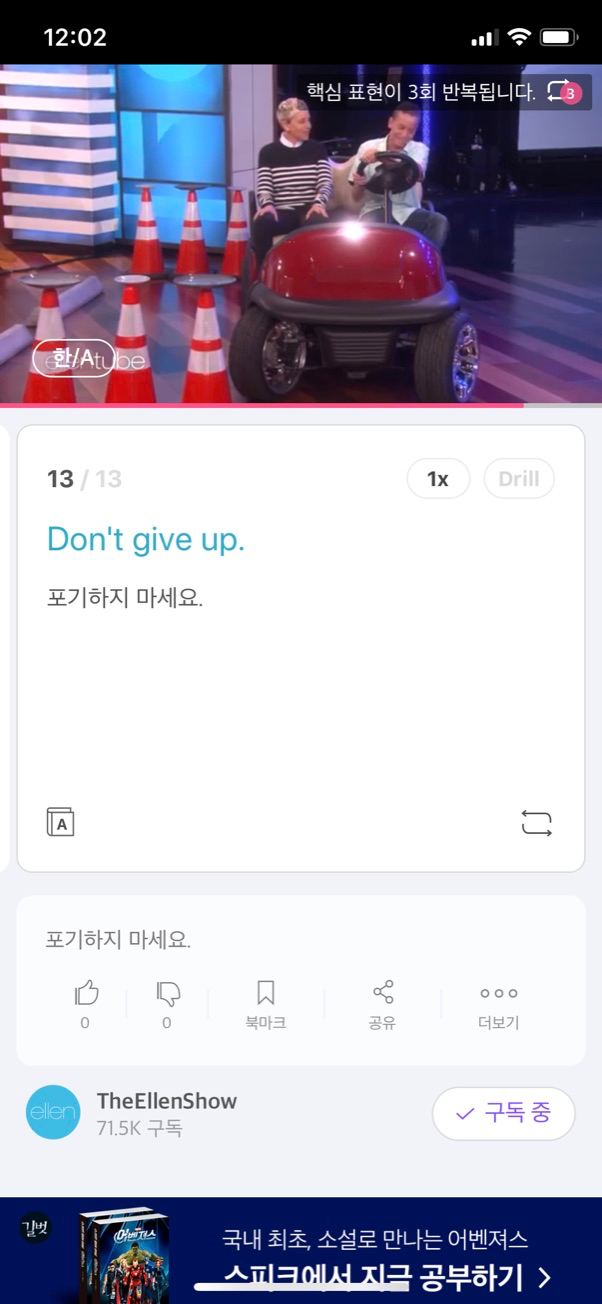 12:02
핵심 표현이 3회 반복됩니다. 3
한/A
ellentube
13 / 13
1x
Drill
Don't give up.
포기하지 마세요.
A
포기하지 마세요.
0
0
북마크
공유
더보기
ellen
TheEllenShow
71.5K 구독
구독 중
길벗
어벤져스
국내 최초, 소설로 만나는 어벤져스
스피크에서 지금 공부하기